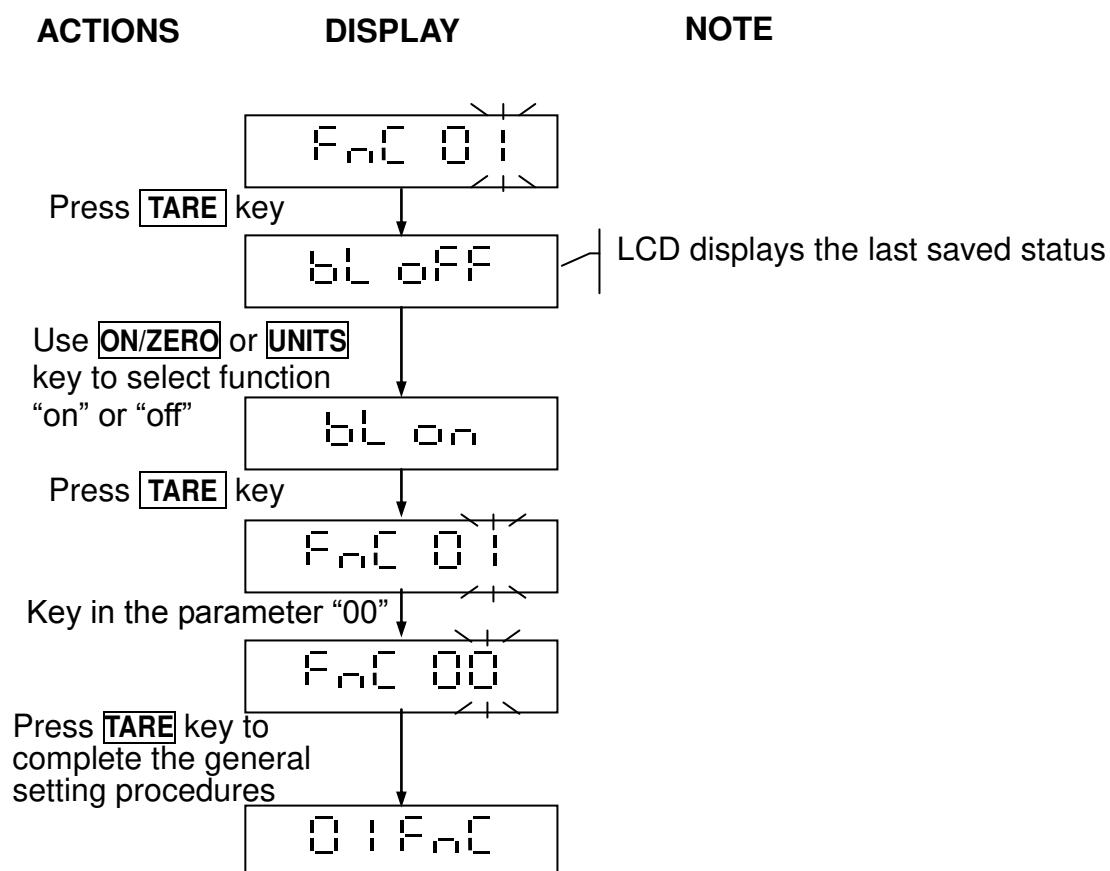 ACTIONS DISPLAY NOTE
FnC 01
Press TARE key
bL oFF
LCD displays the last saved status
Use ON/ZERO or UNITS
key to select function
“on” or “off”
bL on
Press TARE key
FnC 01
Key in the parameter “00”
FnC 00
Press TARE key to
complete the general
setting procedures
01FnC